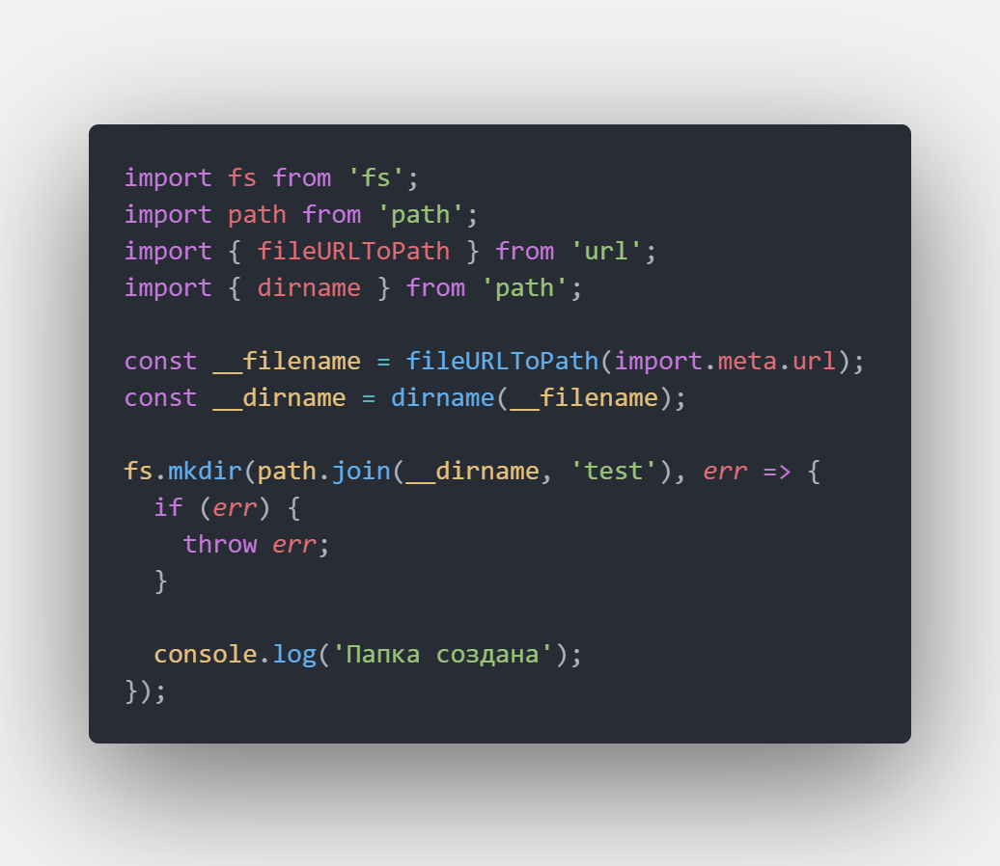 import fs from 'fs';
import path from 'path';
import { fileURLToPath } from 'url';
import { dirname } from 'path';

const __filename = fileURLToPath(import.meta.url);
const __dirname = dirname(__filename);

fs.mkdir(path.join(__dirname, 'test'), err => {
  if (err) {
    throw err;
  }

  console.log('Папка создана');
});